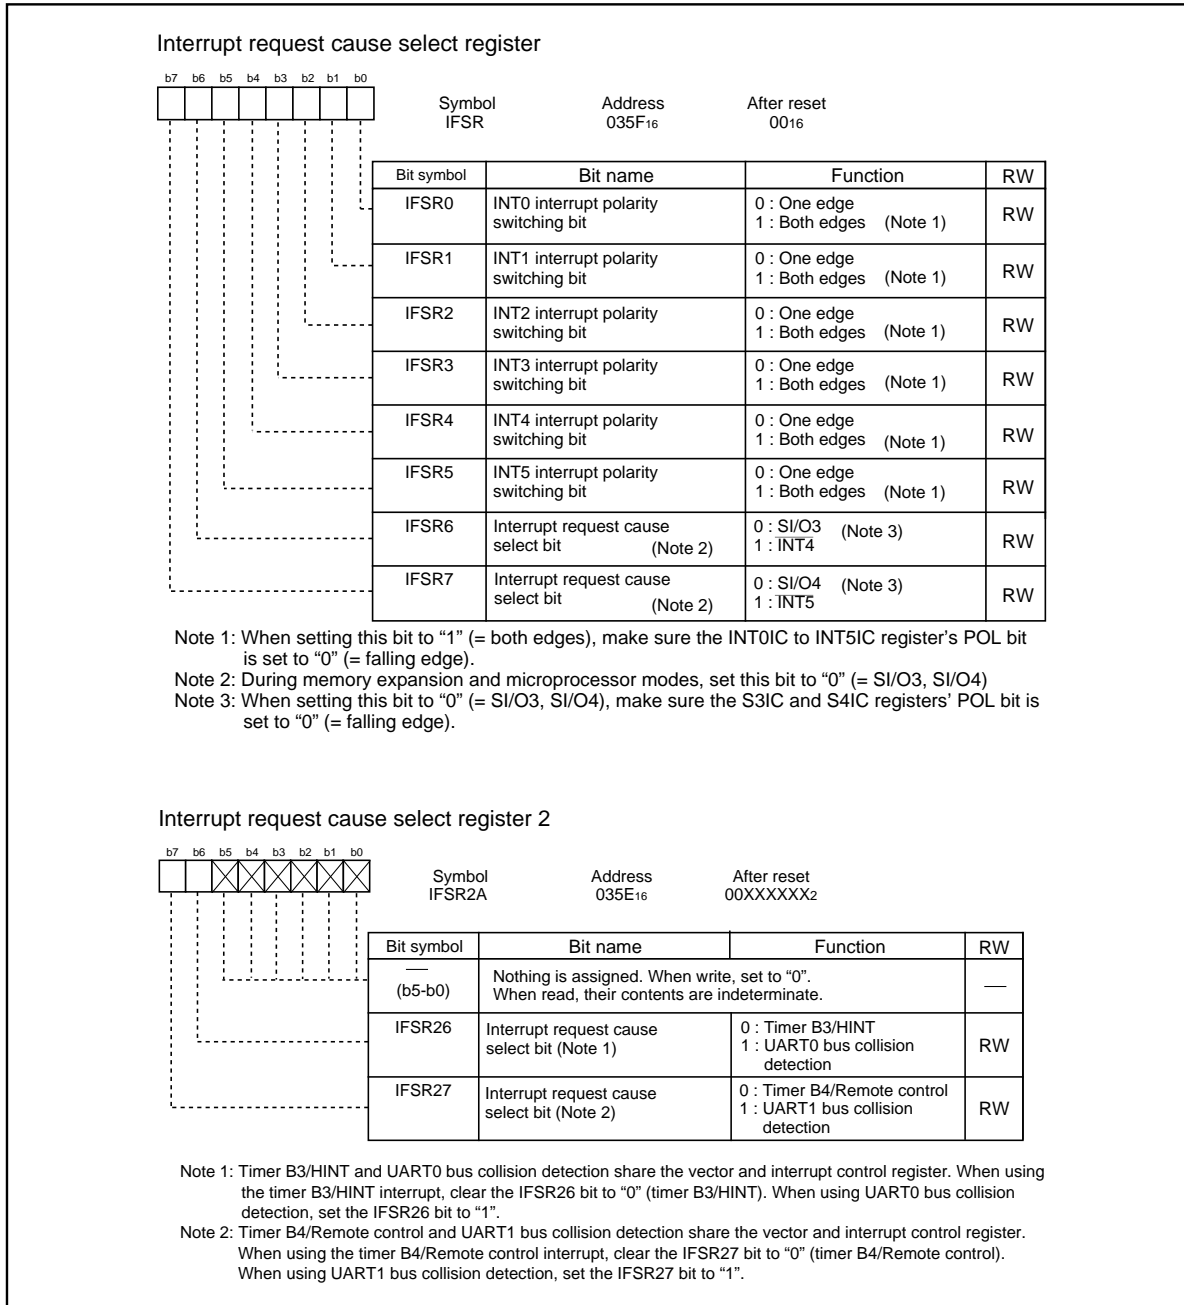 Interrupt request cause select register
b7 b6 b5 b4 b3 b2 b1 b0
Symbol Address After reset
IFSR 035F16 0016
Bit symbol Bit name Function RW
IFSR0 INT0 interrupt polarity 0 : One edge
switching bit 1 : Both edges (Note 1) RW
IFSR1 INT1 interrupt polarity 0 : One edge
switching bit 1 : Both edges (Note 1) RW
IFSR2 INT2 interrupt polarity 0 : One edge
switching bit 1 : Both edges (Note 1) RW
IFSR3 INT3 interrupt polarity 0 : One edge
switching bit 1 : Both edges (Note 1) RW
IFSR4 INT4 interrupt polarity 0 : One edge
switching bit 1 : Both edges (Note 1) RW
IFSR5 INT5 interrupt polarity 0 : One edge
switching bit 1 : Both edges (Note 1) RW
IFSR6 Interrupt request cause 0 : SI/O3 (Note 3)
select bit (Note 2) 1 : INT4 RW
IFSR7 Interrupt request cause 0 : SI/O4 (Note 3)
select bit (Note 2) 1 : INT5 RW
Note 1: When setting this bit to “1” (= both edges), make sure the INT0IC to INT5IC register’s POL bit
is set to “0” (= falling edge).
Note 2: During memory expansion and microprocessor modes, set this bit to “0” (= SI/O3, SI/O4)
Note 3: When setting this bit to “0” (= SI/O3, SI/O4), make sure the S3IC and S4IC registers’ POL bit is
set to “0” (= falling edge).
Interrupt request cause select register 2
b7 b6 b5 b4 b3 b2 b1 b0
Symbol Address After reset
IFSR2A 035E16 00XXXXXX2
Bit symbol Bit name Function RW
— Nothing is assigned. When write, set to “0”. —
(b5-b0) When read, their contents are indeterminate.
IFSR26 Interrupt request cause 0 : Timer B3/HINT
select bit (Note 1) 1 : UART0 bus collision RW
detection
IFSR27 Interrupt request cause 0 : Timer B4/Remote control
select bit (Note 2) 1 : UART1 bus collision RW
detection
Note 1: Timer B3/HINT and UART0 bus collision detection share the vector and interrupt control register. When using
the timer B3/HINT interrupt, clear the IFSR26 bit to “0” (timer B3/HINT). When using UART0 bus collision
detection, set the IFSR26 bit to “1”.
Note 2: Timer B4/Remote control and UART1 bus collision detection share the vector and interrupt control register.
When using the timer B4/Remote control interrupt, clear the IFSR27 bit to “0” (timer B4/Remote control).
When using UART1 bus collision detection, set the IFSR27 bit to “1”.